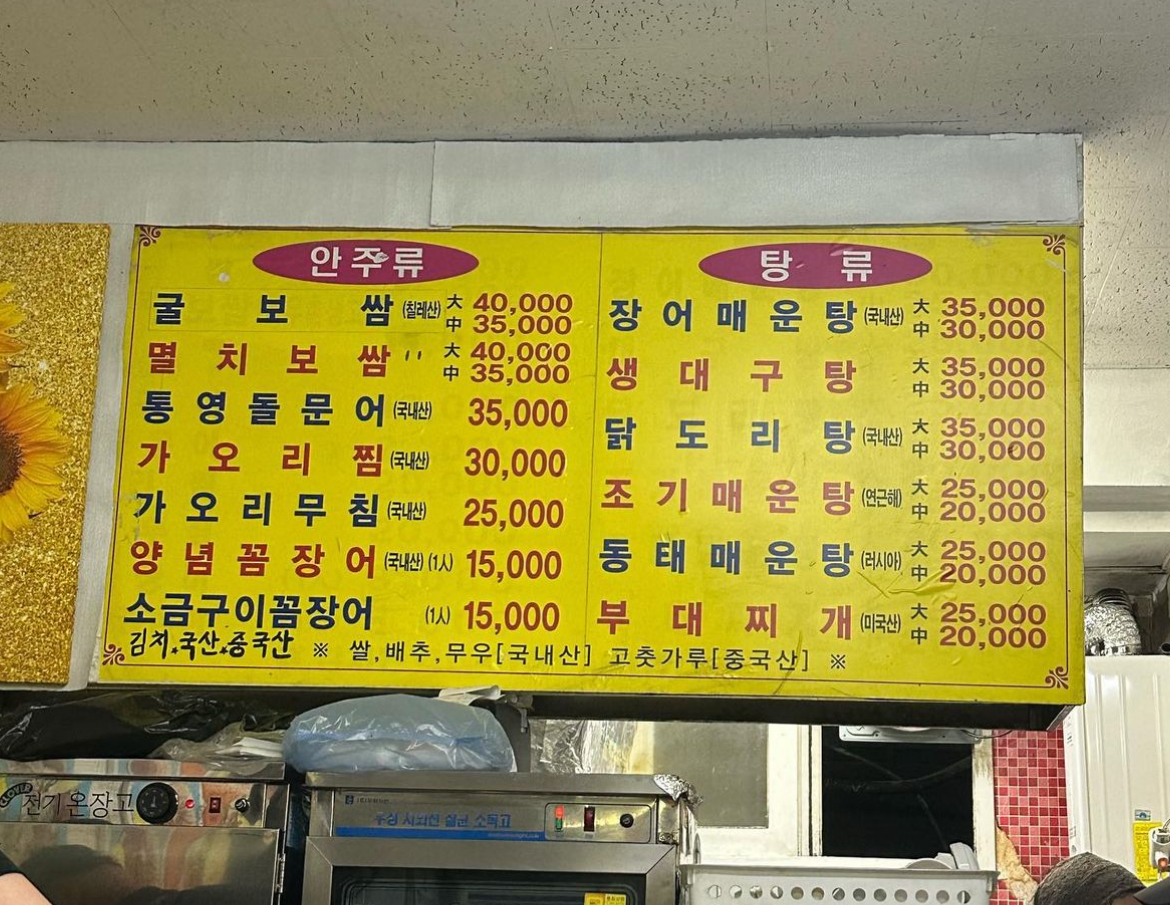 안주류
굴보쌈 (칠레산) 大 40,000
中 35,000
멸치보쌈 〃 大 40,000
中 35,000
통영돌문어 (국내산) 35,000
가오리찜 (국내산) 30,000
가오리무침 (국내산) 25,000
양념꼼장어 (국내산) (1人) 15,000
소금구이꼼장어 (1人) 15,000
탕류
장어매운탕 (국내산) 大 35,000
中 30,000
생대구탕 大 35,000
中 30,000
닭도리탕 (국내산) 大 35,000
中 30,000
조기매운탕 (연근해) 大 25,000
中 20,000
동태매운탕 (러시아) 大 25,000
中 20,000
부대찌개 (미국산) 大 25,000
中 20,000
김치.국산.중국산 ※ 쌀,배추,무우[국내산] 고춧가루[중국산] ※
CLOVER 전기온장고
살균 소독고